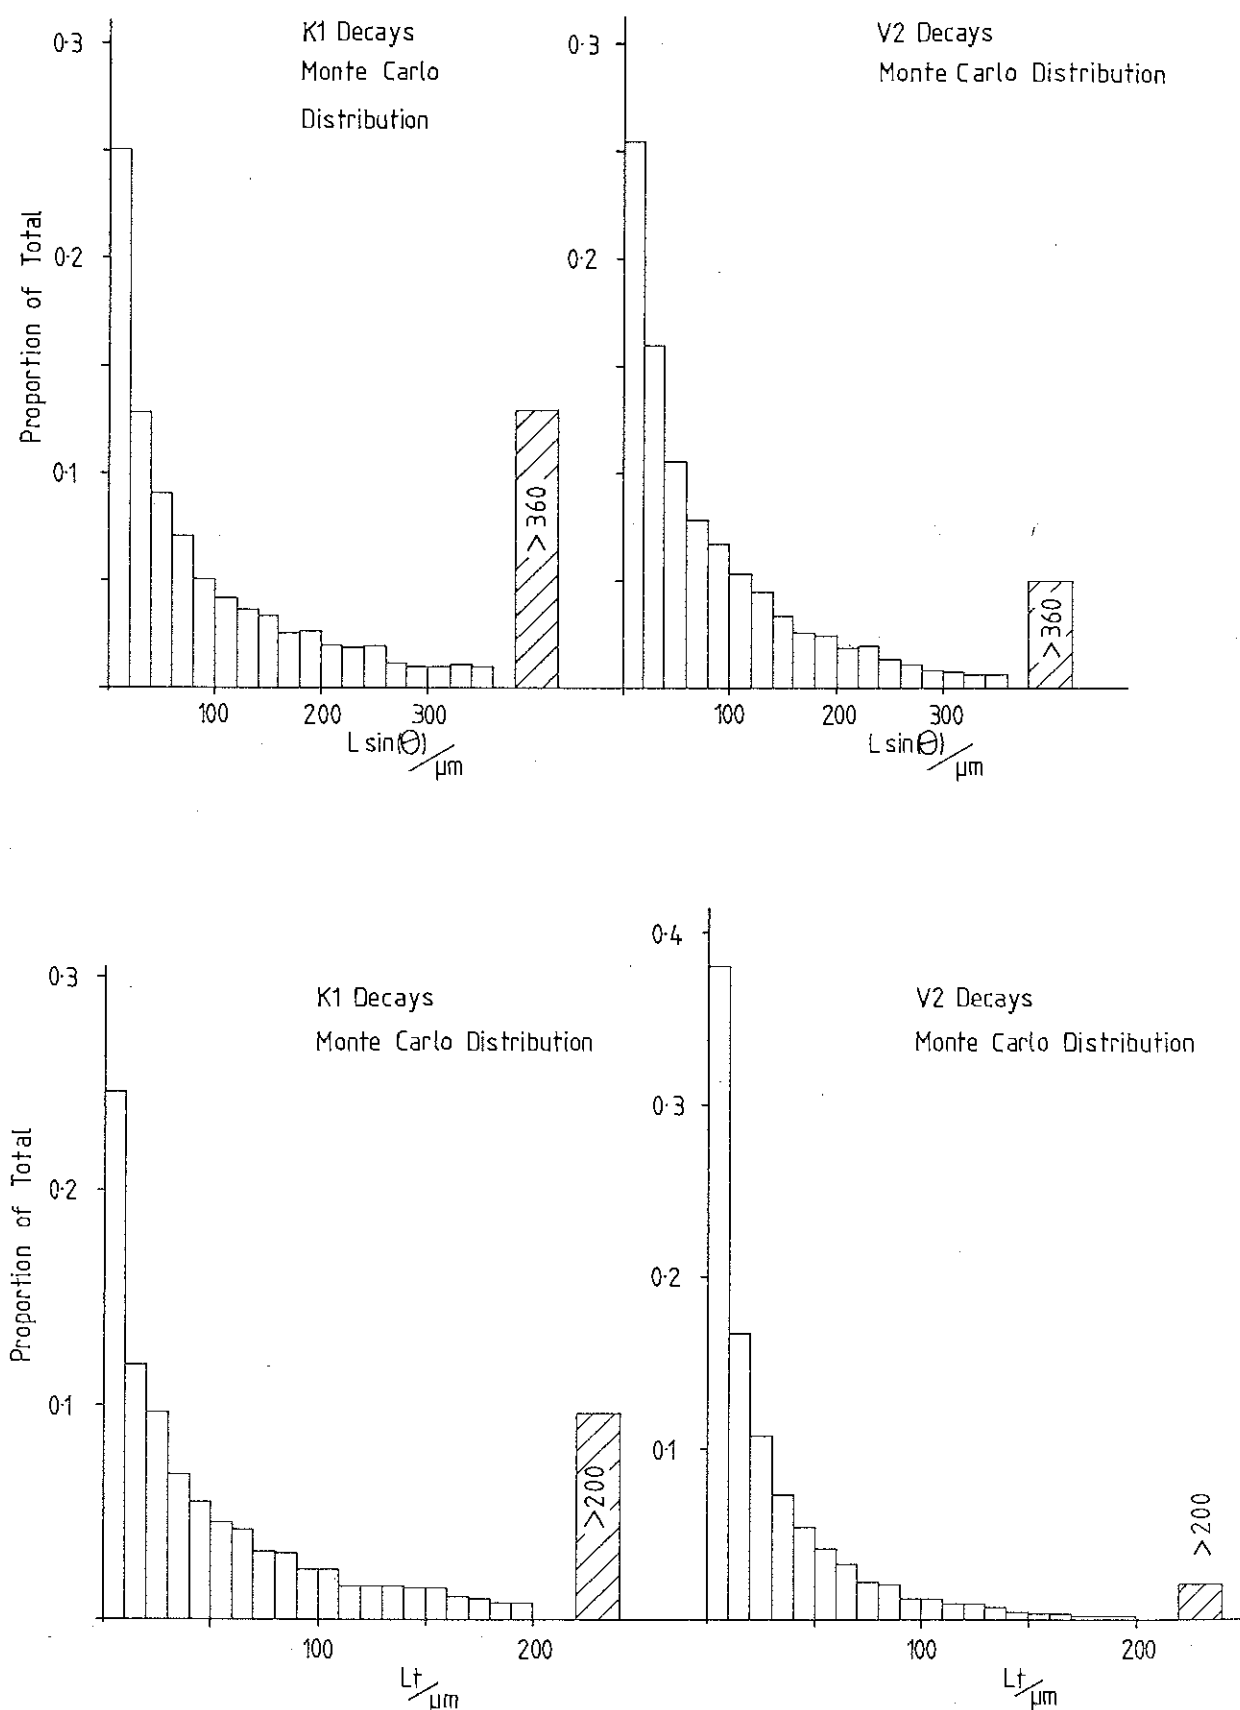 K1 Decays
Monte Carlo
Distribution
0·3
0·2
0·1
Proportion of Total
>360
100 200 300
L sin(θ)/μm
V2 Decays
Monte Carlo Distribution
0·3
0·2
>360
100 200 300
L sin(θ)/μm
K1 Decays
Monte Carlo Distribution
0·3
0·2
0·1
Proportion of Total
>200
100 200
Lt/μm
V2 Decays
Monte Carlo Distribution
0·4
0·3
0·2
0·1
>200
100 200
Lt/μm